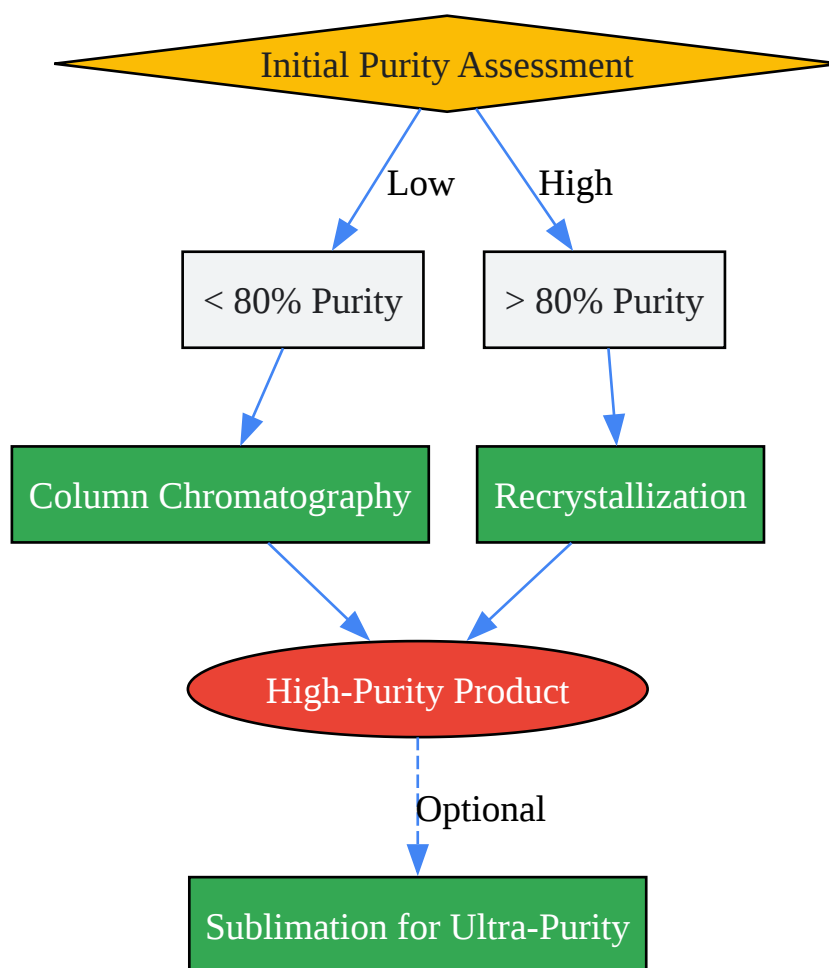 Initial Purity Assessment
Low
High
< 80% Purity
> 80% Purity
Column Chromatography
Recrystallization
High-Purity Product
Optional
Sublimation for Ultra-Purity